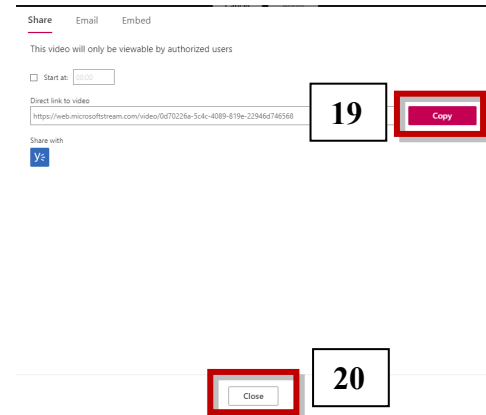 Share Email Embed
This video will only be viewable by authorized users
Start at: 00:00
Direct link to video
https://web.microsoftstream.com/video/0d70226a-5c4c-4089-819e-22946d746568
19
Copy
Share with
y
20
Close